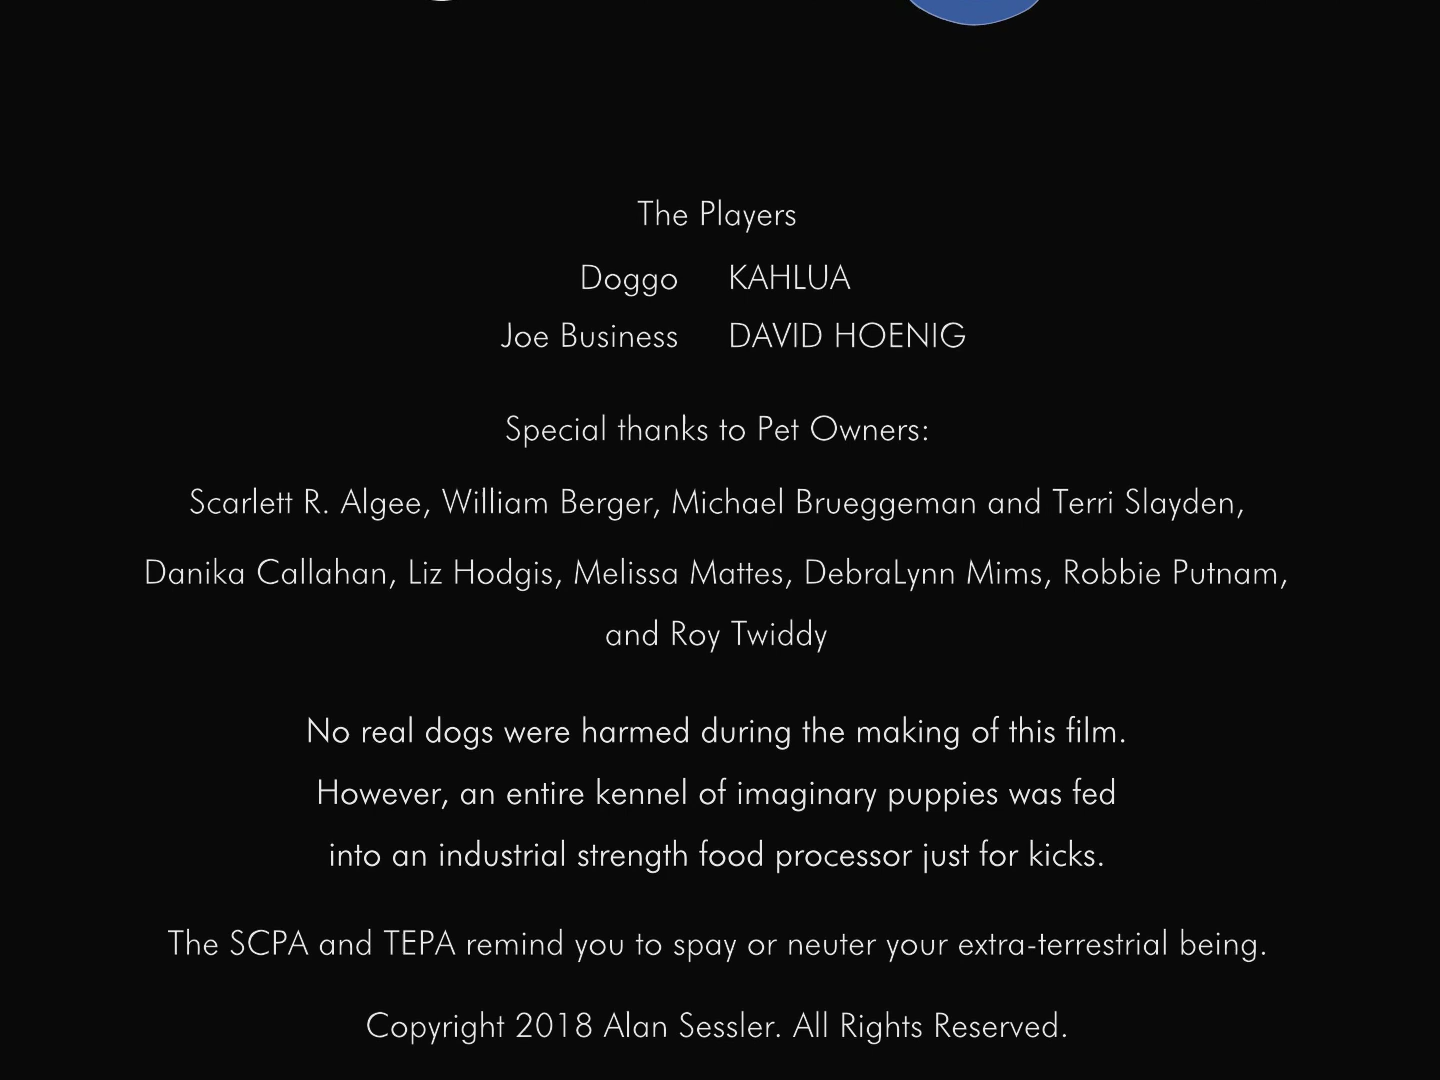 The Players
Doggo KAHLUA
Joe Business DAVID HOENIG
Special thanks to Pet Owners:
Scarlett R. Algee, William Berger, Michael Brueggeman and Terri Slayden,
Danika Callahan, Liz Hodgis, Melissa Mattes, DebraLynn Mims, Robbie Putnam,
and Roy Twiddy
No real dogs were harmed during the making of this film.
However, an entire kennel of imaginary puppies was fed
into an industrial strength food processor just for kicks.
The SCPA and TEPA remind you to spay or neuter your extra-terrestrial being.
Copyright 2018 Alan Sessler. All Rights Reserved.